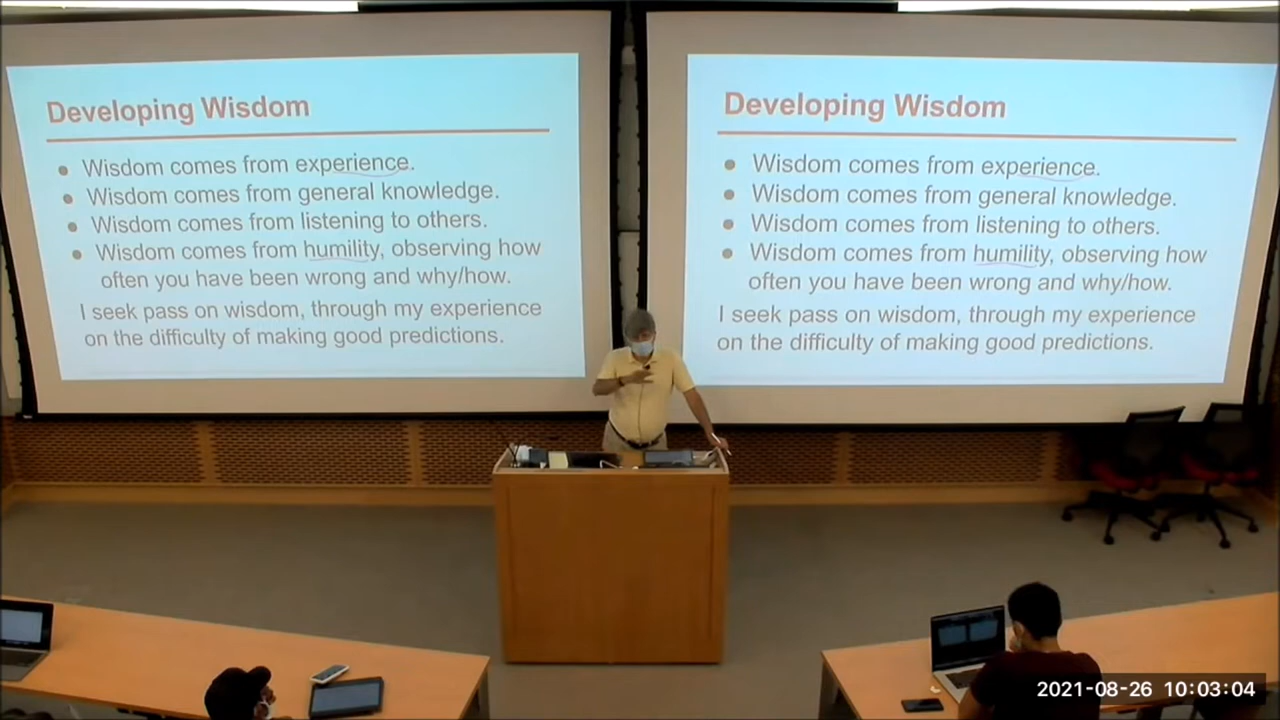 Developing Wisdom
Wisdom comes from experience.
Wisdom comes from general knowledge.
Wisdom comes from listening to others.
Wisdom comes from humility, observing how
often you have been wrong and why/how.
I seek pass on wisdom, through my experience
on the difficulty of making good predictions.
Developing Wisdom
Wisdom comes from experience.
Wisdom comes from general knowledge.
Wisdom comes from listening to others.
Wisdom comes from humility, observing how
often you have been wrong and why/how.
I seek pass on wisdom, through my experience
on the difficulty of making good predictions.
2021-08-26 10:03:04